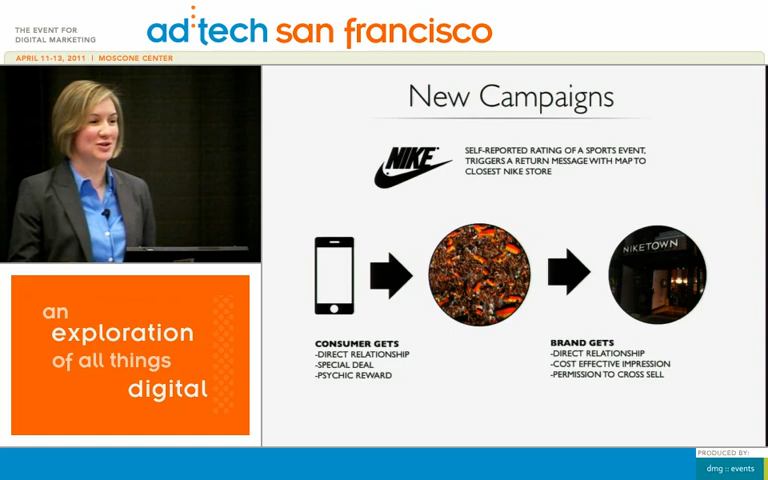 THE EVENT FOR
DIGITAL MARKETING
ad:tech san francisco
APRIL 11-13, 2011 | MOSCONE CENTER
New Campaigns
NIKE
SELF-REPORTED RATING OF A SPORTS EVENT,
TRIGGERS A RETURN MESSAGE WITH MAP TO
CLOSEST NIKE STORE
NIKETOWN
CONSUMER GETS
-DIRECT RELATIONSHIP
-SPECIAL DEAL
-PSYCHIC REWARD
BRAND GETS
-DIRECT RELATIONSHIP
-COST EFFECTIVE IMPRESSION
-PERMISSION TO CROSS SELL
an
exploration
of all things
digital
PRODUCED BY:
dmg :: events